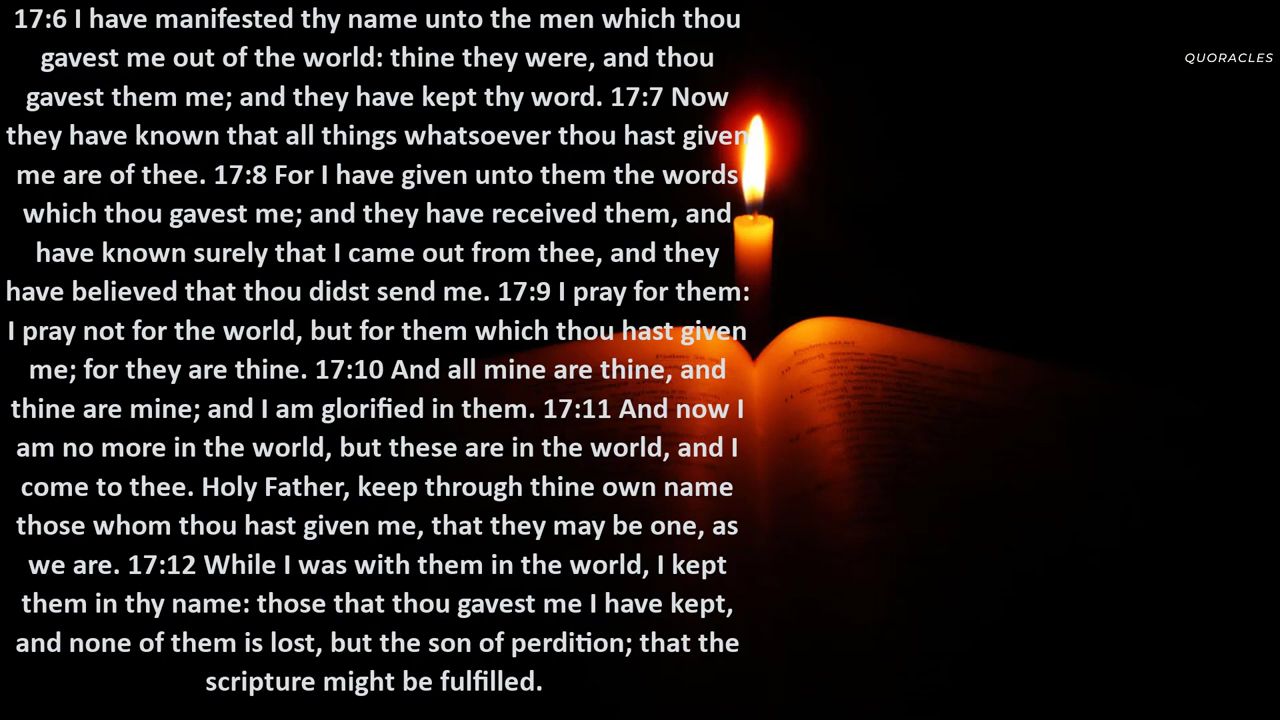 17:6 I have manifested thy name unto the men which thou
gavest me out of the world: thine they were, and thou
gavest them me; and they have kept thy word. 17:7 Now
they have known that all things whatsoever thou hast given
me are of thee. 17:8 For I have given unto them the words
which thou gavest me; and they have received them, and
have known surely that I came out from thee, and they
have believed that thou didst send me. 17:9 I pray for them:
I pray not for the world, but for them which thou hast given
me; for they are thine. 17:10 And all mine are thine, and
thine are mine; and I am glorified in them. 17:11 And now I
am no more in the world, but these are in the world, and I
come to thee. Holy Father, keep through thine own name
those whom thou hast given me, that they may be one, as
we are. 17:12 While I was with them in the world, I kept
them in thy name: those that thou gavest me I have kept,
and none of them is lost, but the son of perdition; that the
scripture might be fulfilled.
QUORACLES